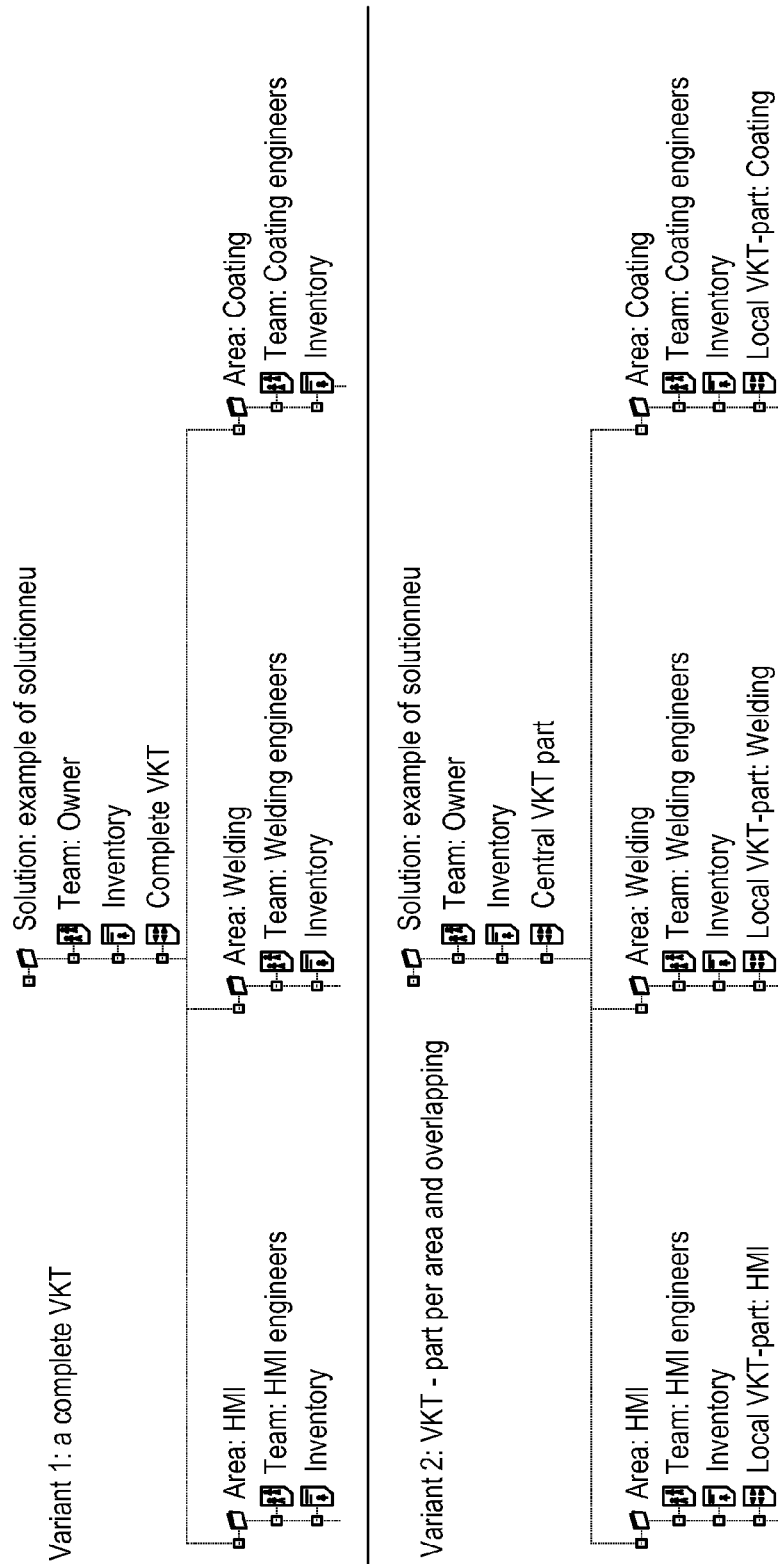 Variant 1: a complete VKT
Solution: example of solutionneu
Team: Owner
Inventory
Complete VKT
Area: HMI
Team: HMI engineers
Inventory
Area: Welding
Team: Welding engineers
Inventory
Area: Coating
Team: Coating engineers
Inventory
Variant 2: VKT - part per area and overlapping
Solution: example of solutionneu
Team: Owner
Inventory
Central VKT part
Area: HMI
Team: HMI engineers
Inventory
Local VKT-part: HMI
Area: Welding
Team: Welding engineers
Inventory
Local VKT-part: Welding
Area: Coating
Team: Coating engineers
Inventory
Local VKT-part: Coating